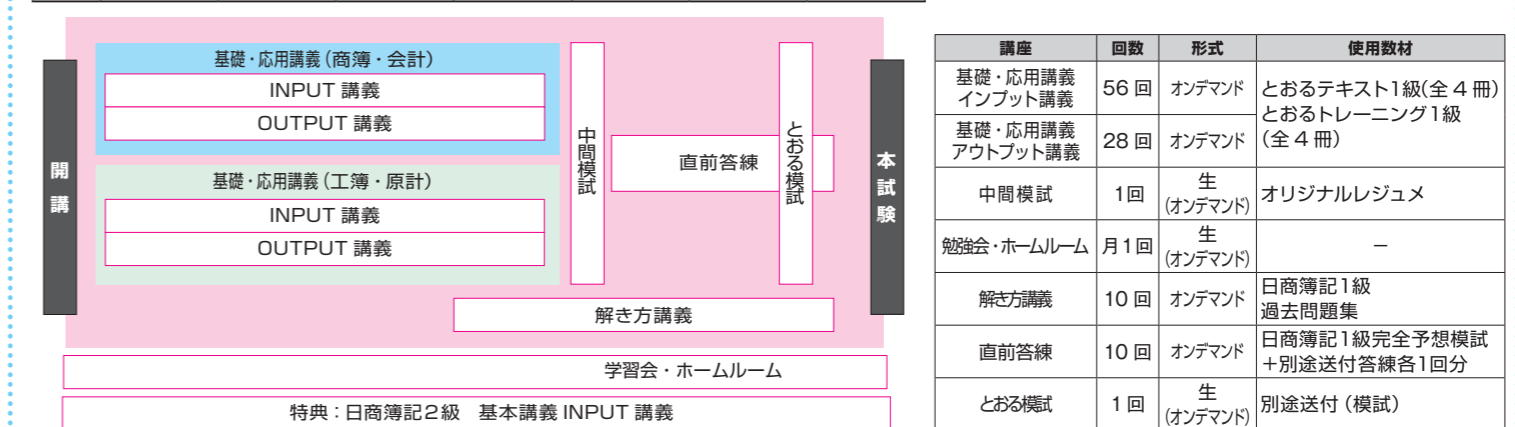 開講
基礎・応用講義(商簿・会計)
INPUT 講義
OUTPUT 講義
基礎・応用講義(工簿・原計)
INPUT 講義
OUTPUT 講義
中間模試
直前答練
とおる模試
解き方講義
本試験
学習会・ホームルーム
特典:日商簿記2級 基本講義 INPUT 講義
講座 回数 形式 使用数材
基礎・応用講義
インプット講義
56 回 オンデマンド
とおるテキスト1級(全 4 冊)
とおるトレーニング1級
(全 4 冊)
基礎・応用講義
アウトプット講義
28 回 オンデマンド
中間模試 1回
生
(オンデマンド)
オリジナルレジュメ
勉強会・ホームルーム 月1回
生
(オンデマンド)
−
解き方講義 10 回 オンデマンド
日商簿記1級
過去問題集
直前答練 10 回 オンデマンド
日商簿記1級完全予想模試
+別途送付答練各1回分
とおる模試 1 回
生
(オンデマンド)
別途送付(模試)